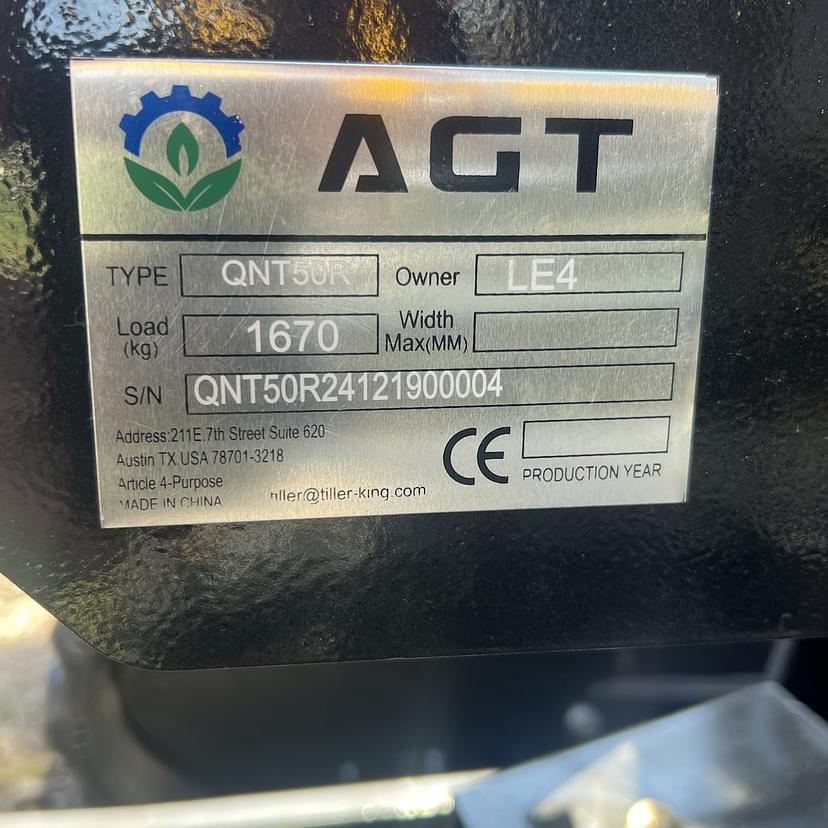 AGT
TYPE QNT50R Owner LE4
Load (kg) 1670 Width Max(MM)
S/N QNT50R24121900004
Address:211E.7th Street Suite 620
Austin TX.USA 78701-3218
Article 4-Purpose
MADE IN CHINA tiller@tiller-king.com
CE PRODUCTION YEAR